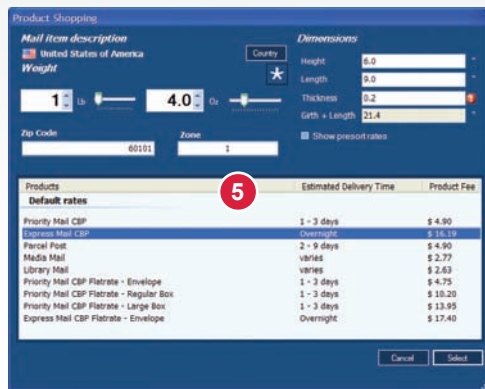 Product Shopping
Mail item description
United States of America
Country
Weight
1 Lb
4.0 Oz
Zip Code
60101
Zone
1
Dimensions
Height 6.0 "
Length 9.0 "
Thickness 0.2
Girth + Length 21.4 "
Show presort rates
5
Products Estimated Delivery Time Product Fee
Default rates
Priority Mail CBP 1 - 3 days $ 4.90
Express Mail CBP Overnight $ 16.19
Parcel Post 2 - 9 days $ 4.90
Media Mail varies $ 2.77
Library Mail varies $ 2.63
Priority Mail CBP Flatrate - Envelope 1 - 3 days $ 4.75
Priority Mail CBP Flatrate - Regular Box 1 - 3 days $ 10.20
Priority Mail CBP Flatrate - Large Box 1 - 3 days $ 13.95
Express Mail CBP Flatrate - Envelope Overnight $ 17.40
Cancel Select